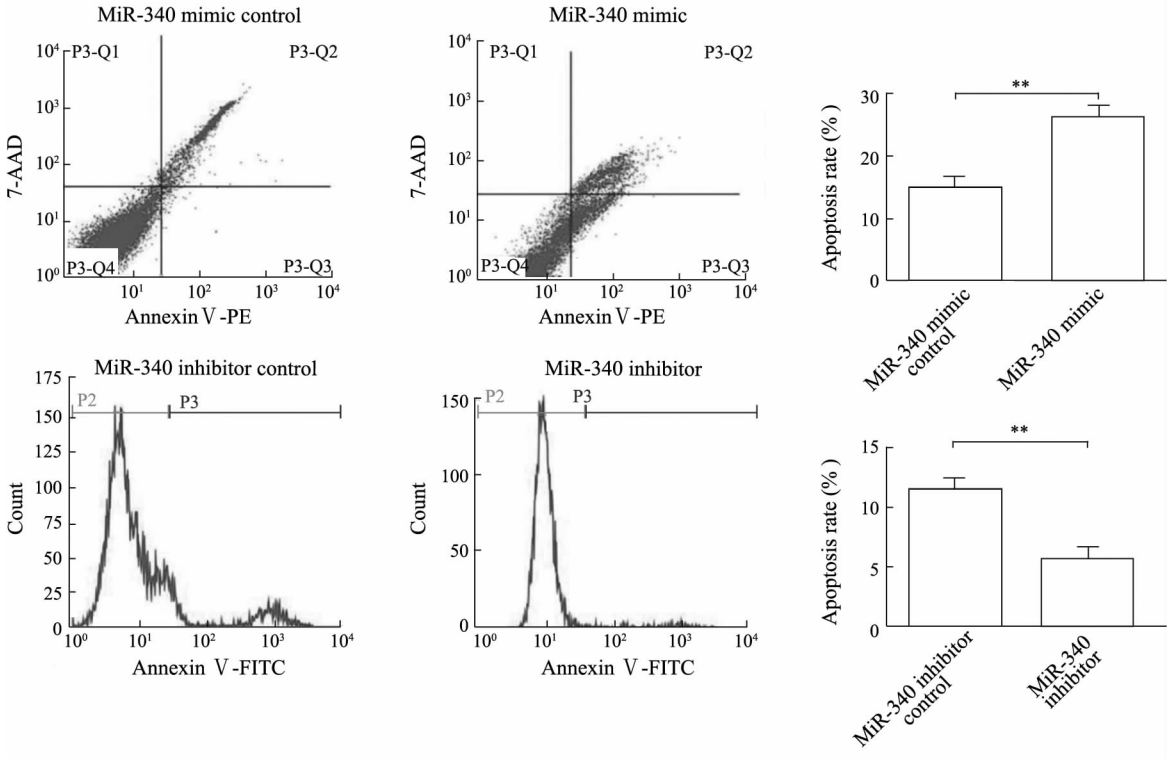 MiR-340 mimic control
P3-Q1
P3-Q2
P3-Q4
P3-Q3
10⁴
10³
10²
10¹
10⁰
10¹
10²
10³
10⁴
7-AAD
Annexin Ⅴ-PE
MiR-340 mimic
P3-Q1
P3-Q2
P3-Q4
P3-Q3
10⁴
10³
10²
10¹
10⁰
10¹
10²
10³
10⁴
7-AAD
Annexin Ⅴ-PE
**
30
20
10
0
Apoptosis rate (%)
MiR-340 mimic
control
MiR-340 mimic
MiR-340 inhibitor control
P2
P3
175
150
125
100
75
50
25
0
10⁰
10¹
10²
10³
10⁴
Count
Annexin Ⅴ-FITC
MiR-340 inhibitor
P2
P3
150
100
50
0
10⁰
10¹
10²
10³
10⁴
Count
Annexin Ⅴ-FITC
**
15
10
5
0
Apoptosis rate (%)
MiR-340 inhibitor
control
MiR-340
inhibitor